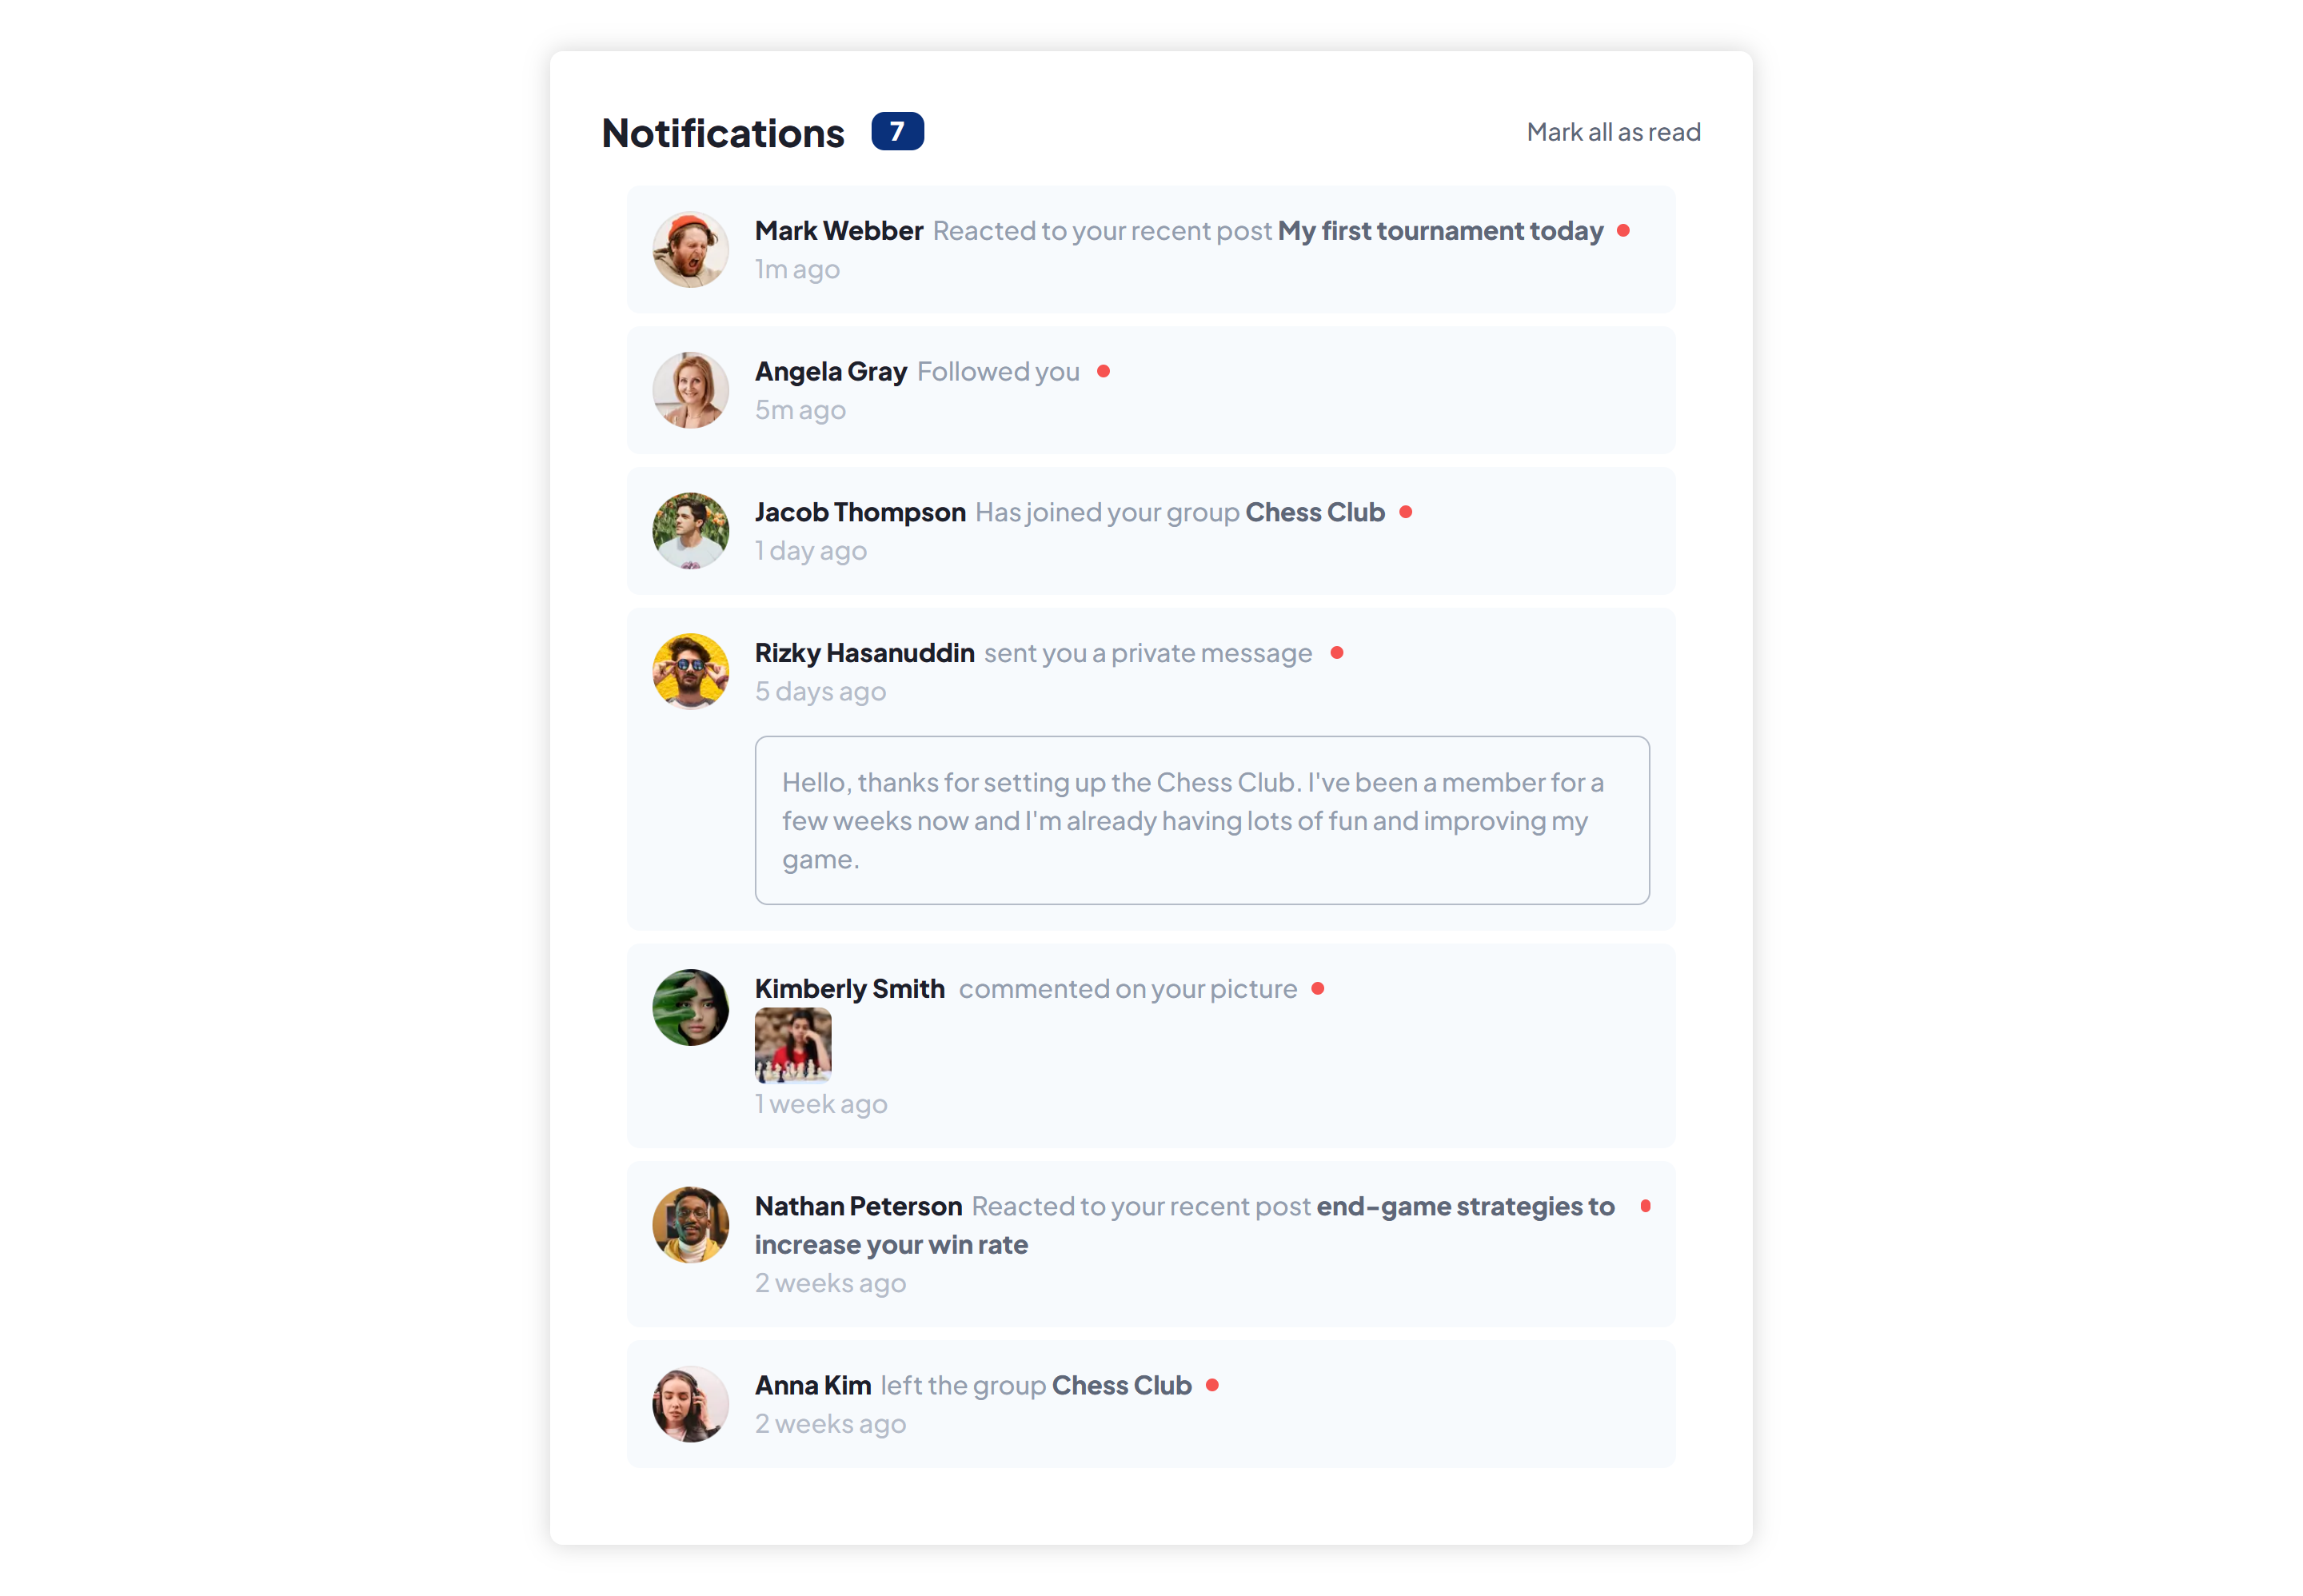 Notifications 7 Mark all as read
Mark Webber Reacted to your recent post My first tournament today
1m ago
Angela Gray Followed you
5m ago
Jacob Thompson Has joined your group Chess Club
1 day ago
Rizky Hasanuddin sent you a private message
5 days ago
Hello, thanks for setting up the Chess Club. I've been a member for a
few weeks now and I'm already having lots of fun and improving my
game.
Kimberly Smith commented on your picture
1 week ago
Nathan Peterson Reacted to your recent post end-game strategies to
increase your win rate
2 weeks ago
Anna Kim left the group Chess Club
2 weeks ago